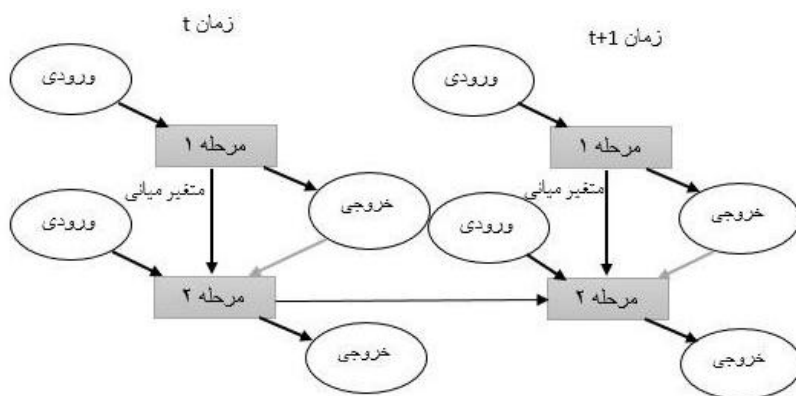 زمان t
زمان t+1
ورودی
مرحله ۱
متغیر میانی
خروجی
ورودی
مرحله ۲
خروجی
ورودی
مرحله ۱
متغیر میانی
خروجی
ورودی
مرحله ۲
خروجی